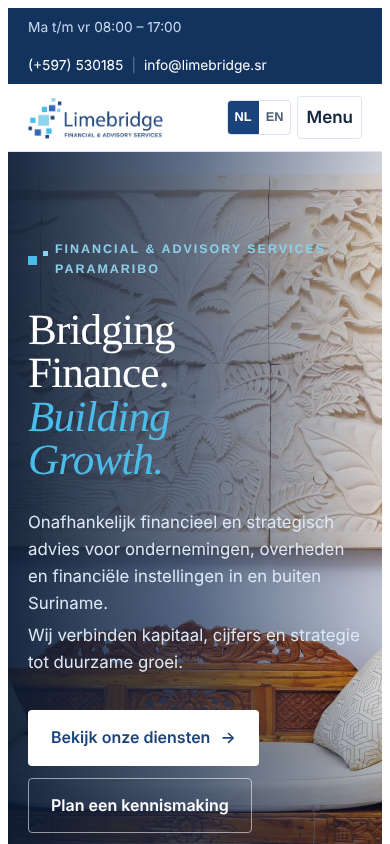 Ma t/m vr 08:00 – 17:00
(+597) 530185 | info@limebridge.sr
Limebridge
FINANCIAL & ADVISORY SERVICES
NL EN
Menu
FINANCIAL & ADVISORY SERVICES ·
PARAMARIBO
Bridging
Finance.
Building
Growth.
Onafhankelijk financieel en strategisch
advies voor ondernemingen, overheden
en financiële instellingen in en buiten
Suriname.
Wij verbinden kapitaal, cijfers en strategie
tot duurzame groei.
Bekijk onze diensten →
Plan een kennismaking